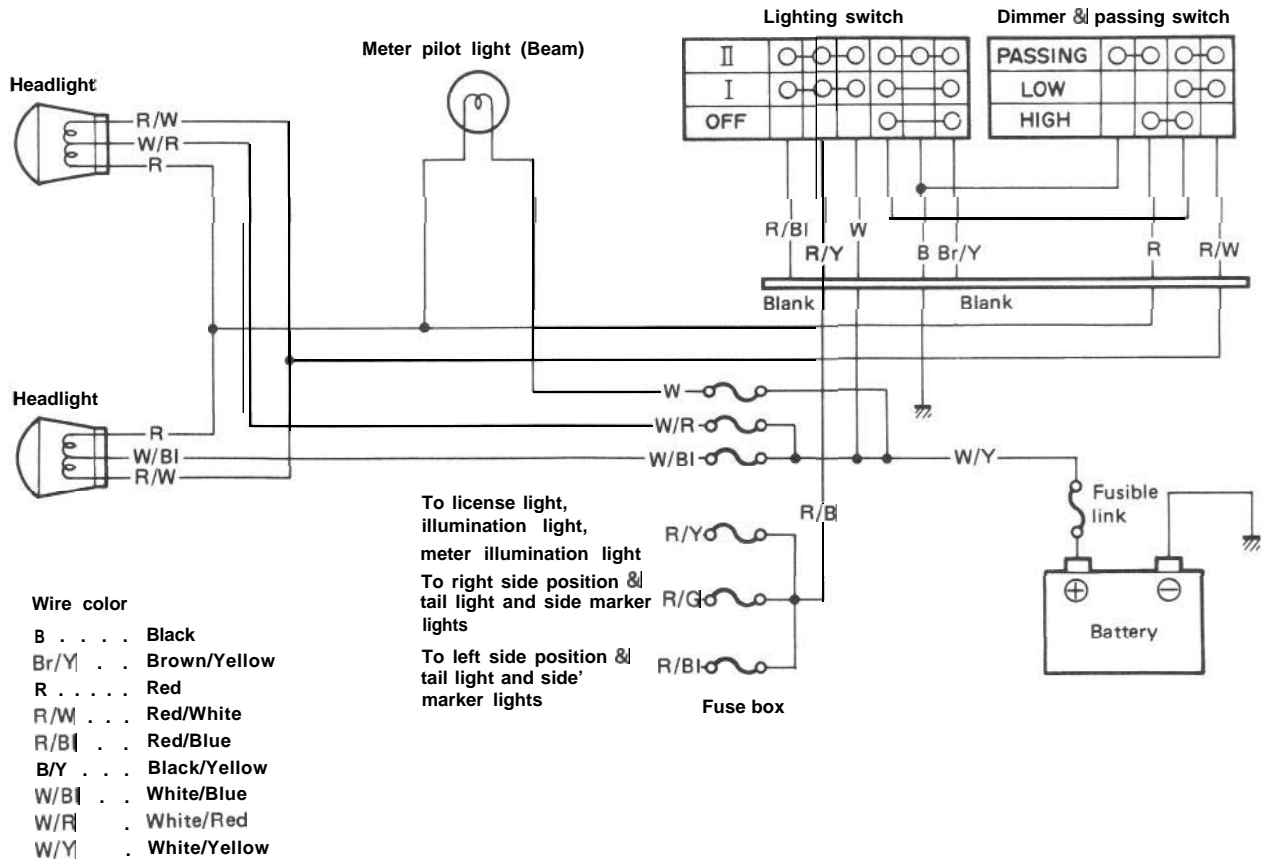 Lighting switch
Dimmer & passing switch
Meter pilot light (Beam)
II
I
OFF
PASSING
LOW
HIGH
Headlight
R/W
W/R
R
R/Bl
R/Y
W
B
Br/Y
R
R/W
Blank
Blank
Headlight
R
W/Bl
R/W
W
W/R
W/Bl
W/Y
Fusible
link
R/B
Battery
To license light,
illumination light,
meter illumination light
R/Y
To right side position &
tail light and side marker
lights
R/G
To left side position &
tail light and side’
marker lights
R/Bl
Fuse box
Wire color
B . . . . Black
Br/Y . . Brown/Yellow
R . . . . . Red
R/W . . . Red/White
R/Bl . . Red/Blue
B/Y . . . Black/Yellow
W/Bl . . White/Blue
W/R . White/Red
W/Y . White/Yellow